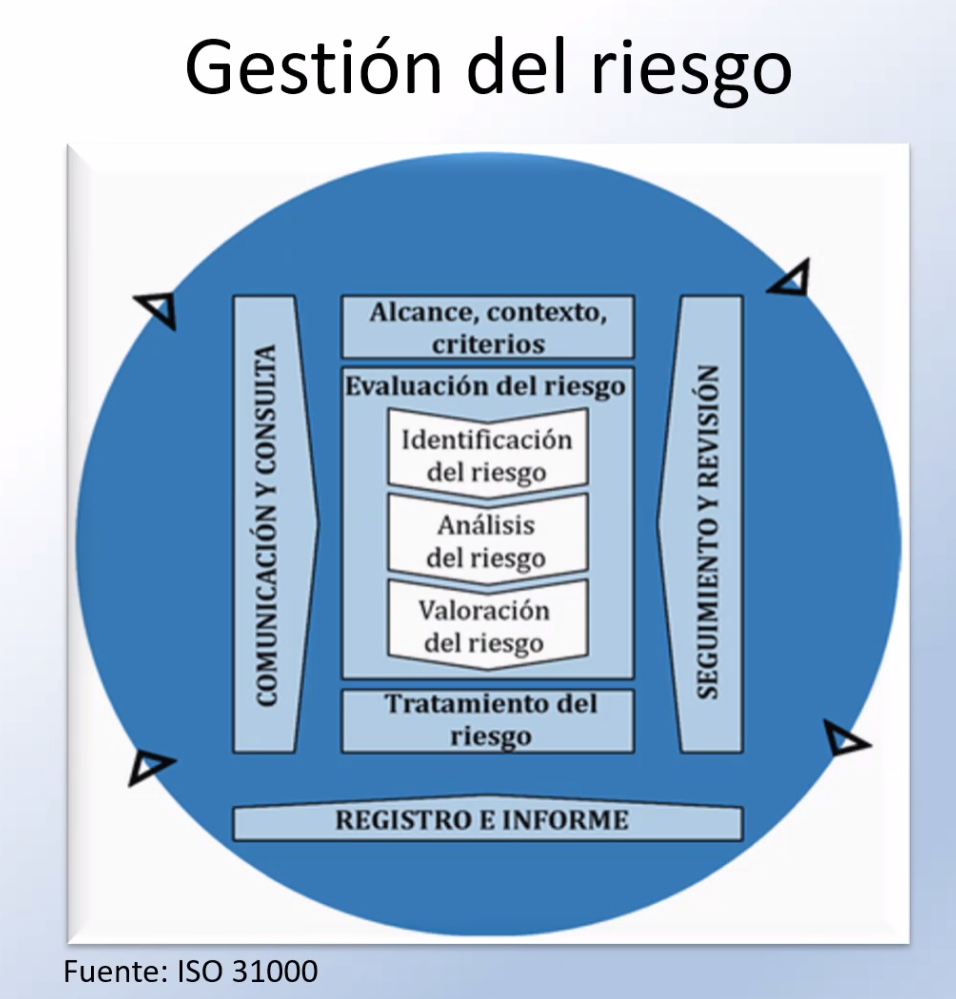 Gestión del riesgo
COMUNICACIÓN Y CONSULTA
Alcance, contexto,
criterios
Evaluación del riesgo
Identificación
del riesgo
Análisis
del riesgo
Valoración
del riesgo
Tratamiento del
riesgo
SEGUIMIENTO Y REVISIÓN
REGISTRO E INFORME
Fuente: ISO 31000